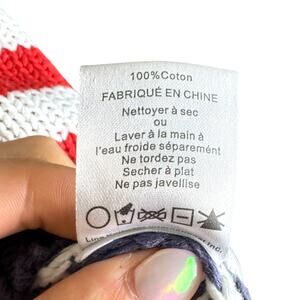 100%Coton
FABRIQUÉ EN CHINE
Nettoyer à sec
ou
Laver à la main à
l'eau froide séparément
Ne tordez pas
Secher à plat
Ne pas javellise